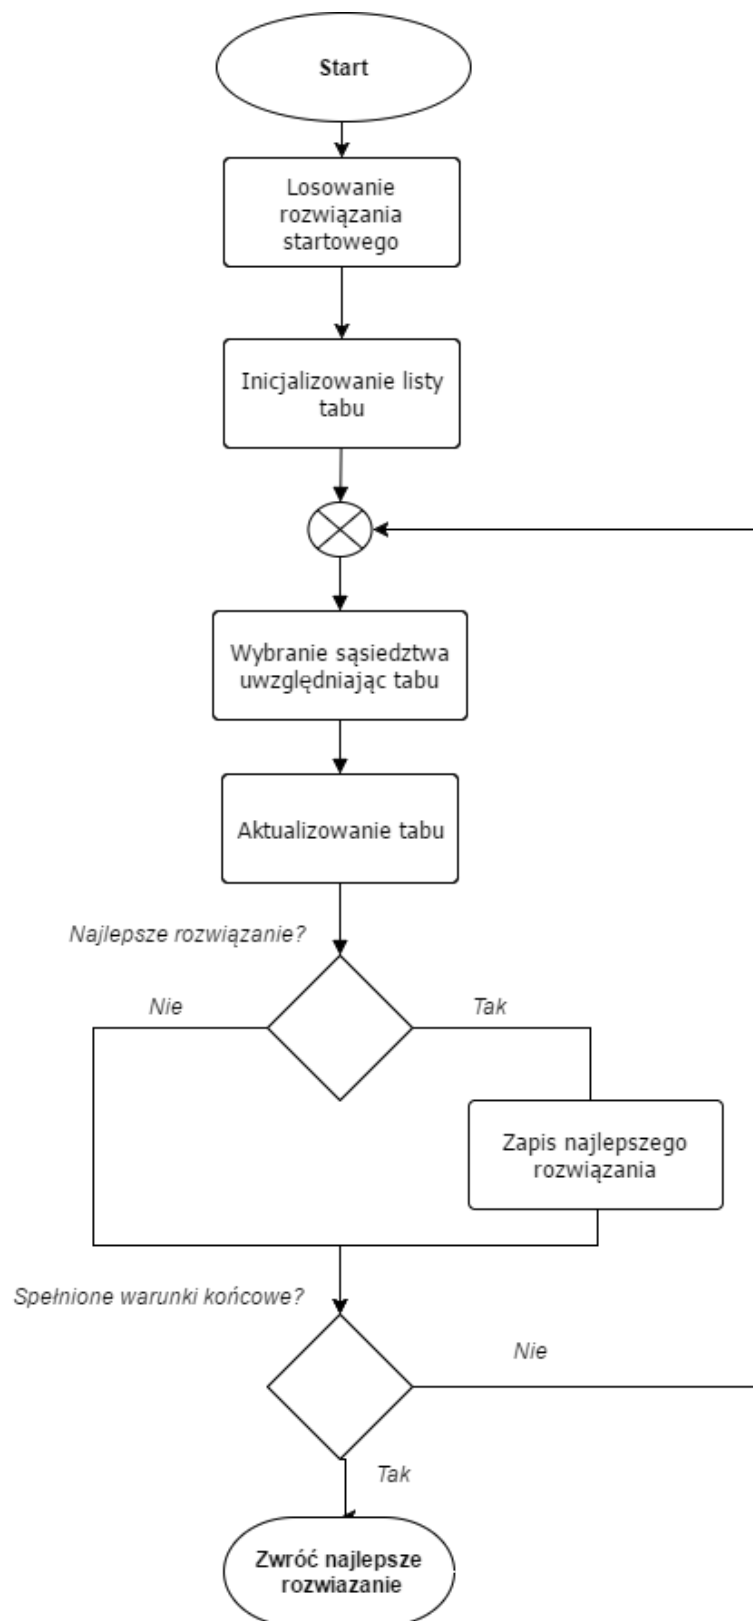 Start
Losowanie
rozwiązania
startowego
Inicjalizowanie listy
tabu
Wybranie sąsiedztwa
uwzględniając tabu
Aktualizowanie tabu
Najlepsze rozwiązanie?
Nie
Tak
Zapis najlepszego
rozwiązania
Spełnione warunki końcowe?
Nie
Tak
Zwróć najlepsze
rozwiazanie